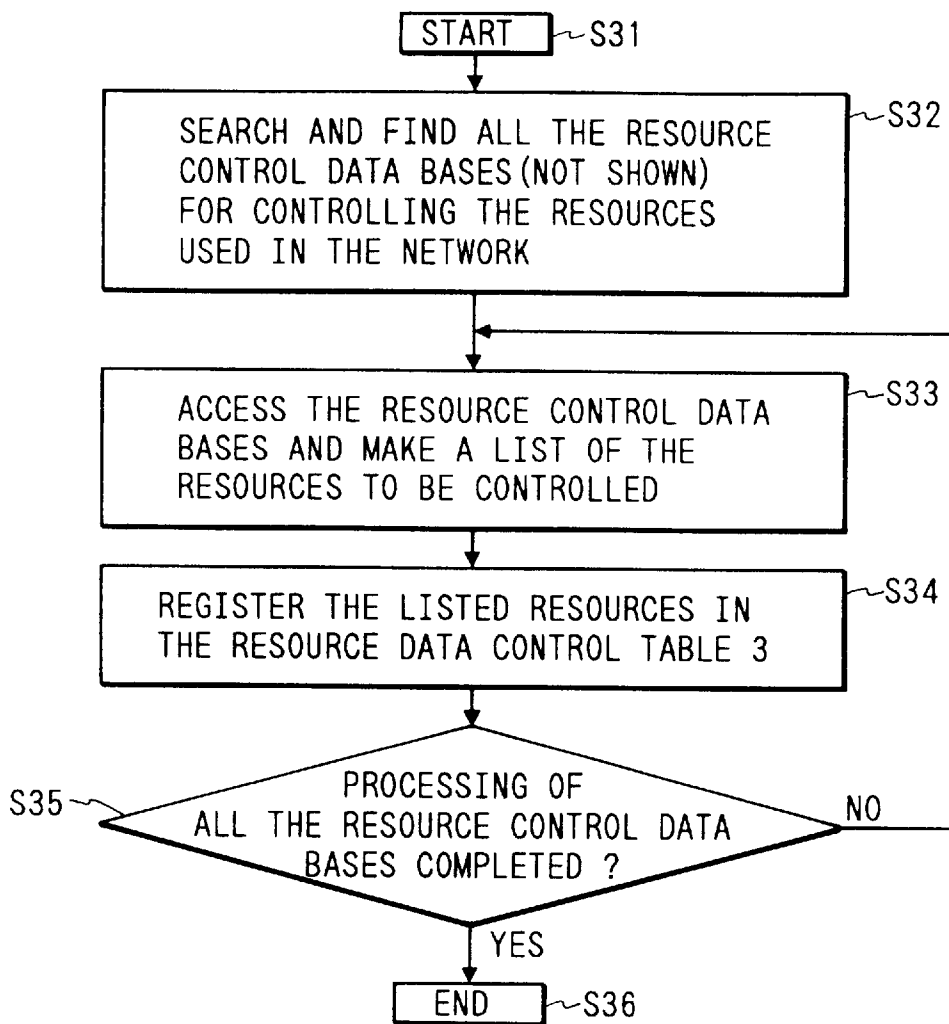 START
S31
SEARCH AND FIND ALL THE RESOURCE
CONTROL DATA BASES(NOT SHOWN)
FOR CONTROLLING THE RESOURCES
USED IN THE NETWORK
S32
ACCESS THE RESOURCE CONTROL DATA
BASES AND MAKE A LIST OF THE
RESOURCES TO BE CONTROLLED
S33
REGISTER THE LISTED RESOURCES IN
THE RESOURCE DATA CONTROL TABLE 3
S34
S35
PROCESSING OF
ALL THE RESOURCE CONTROL DATA
BASES COMPLETED ?
NO
YES
END
S36